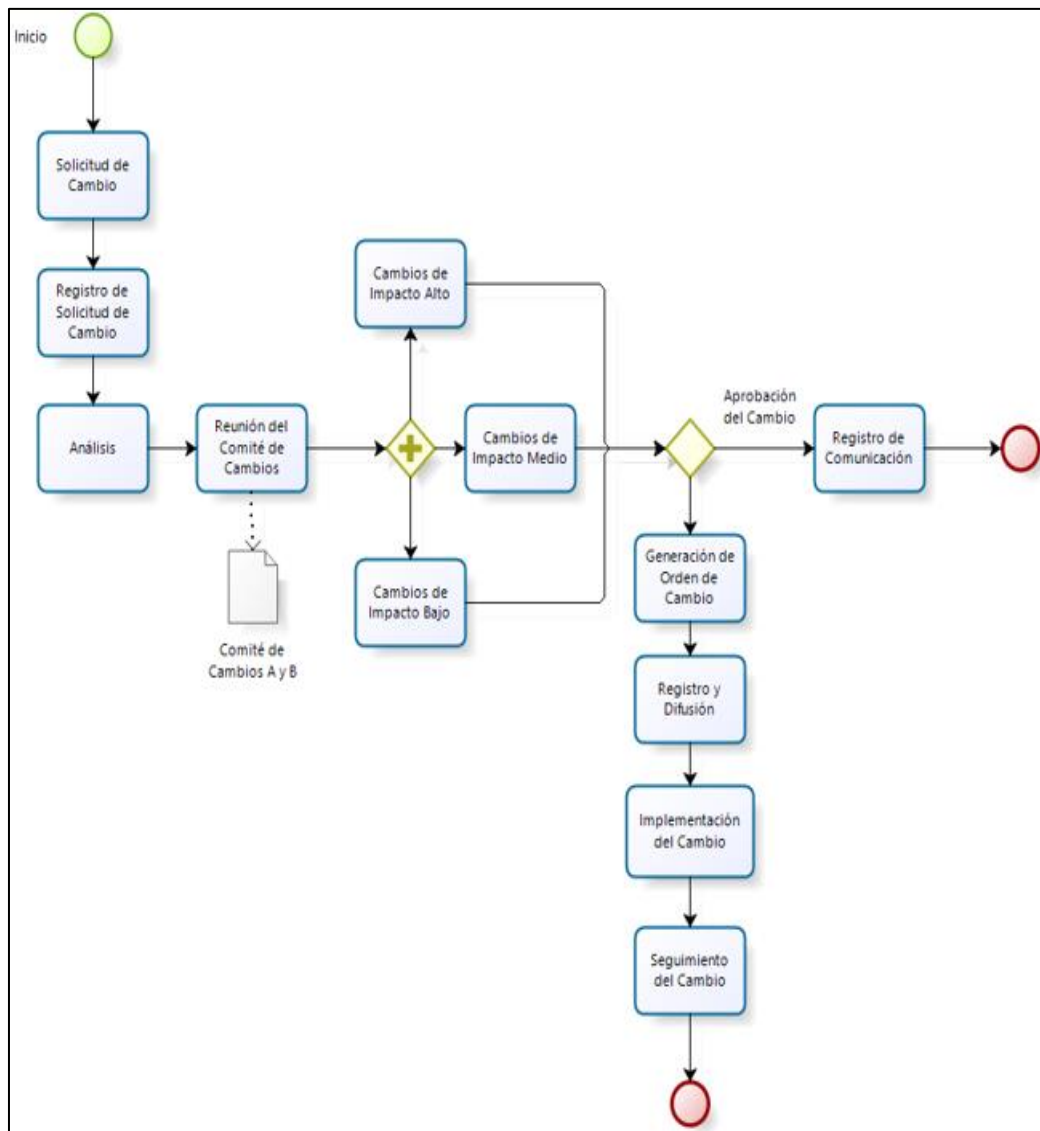 Inicio
Solicitud de
Cambio
Registro de
Solicitud de
Cambio
Análisis
Reunión del
Comité de
Cambios
Comité de
Cambios A y B
Cambios de
Impacto Alto
Cambios de
Impacto Medio
Cambios de
Impacto Bajo
Aprobación
del Cambio
Registro de
Comunicación
Generación de
Orden de
Cambio
Registro y
Difusión
Implementación
del Cambio
Seguimiento
del Cambio